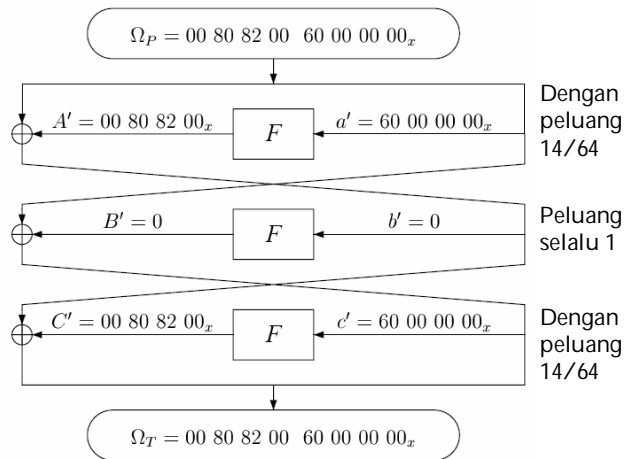 Ω_P = 00 80 82 00 60 00 00 00_x
A′ = 00 80 82 00_x
F
a′ = 60 00 00 00_x
Dengan
peluang
14/64
B′ = 0
F
b′ = 0
Peluang
selalu 1
C′ = 00 80 82 00_x
F
c′ = 60 00 00 00_x
Dengan
peluang
14/64
Ω_T = 00 80 82 00 60 00 00 00_x